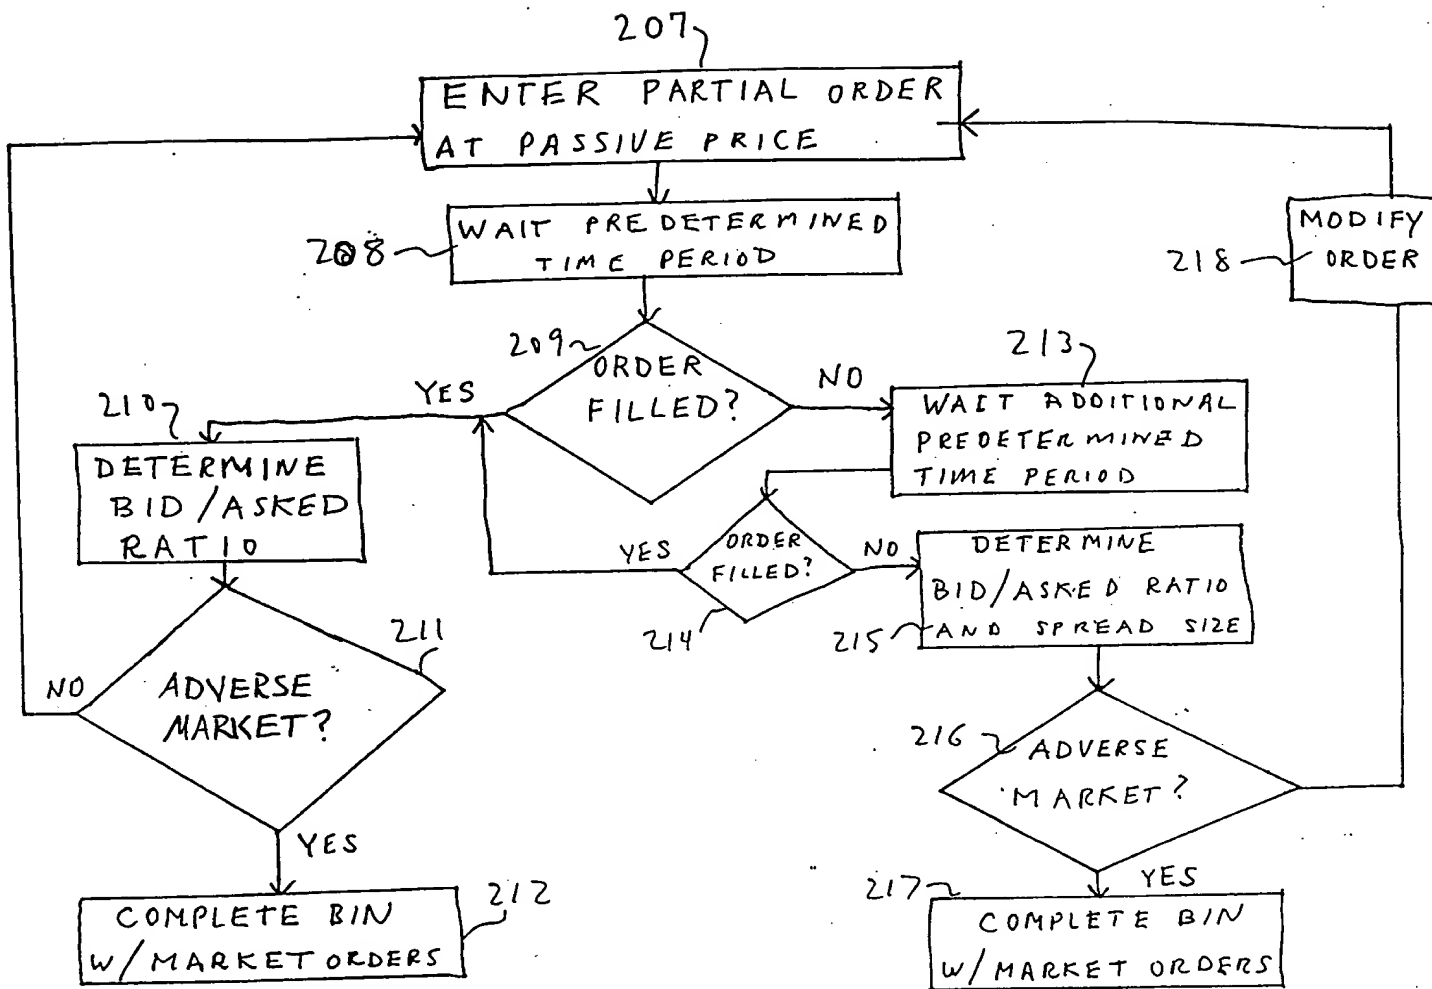 207
ENTER PARTIAL ORDER
AT PASSIVE PRICE
WAIT PREDETERMINED
TIME PERIOD
208
MODIFY
ORDER
218
209
ORDER
FILLED?
YES
NO
213
WAIT ADDITIONAL
PREDETERMINED
TIME PERIOD
210
DETERMINE
BID/ASKED
RATIO
ORDER
FILLED?
YES
NO
214
DETERMINE
BID/ASKED RATIO
AND SPREAD SIZE
215
211
ADVERSE
MARKET?
NO
YES
216
ADVERSE
MARKET?
YES
212
COMPLETE BIN
W/MARKET ORDERS
217
COMPLETE BIN
W/MARKET ORDERS